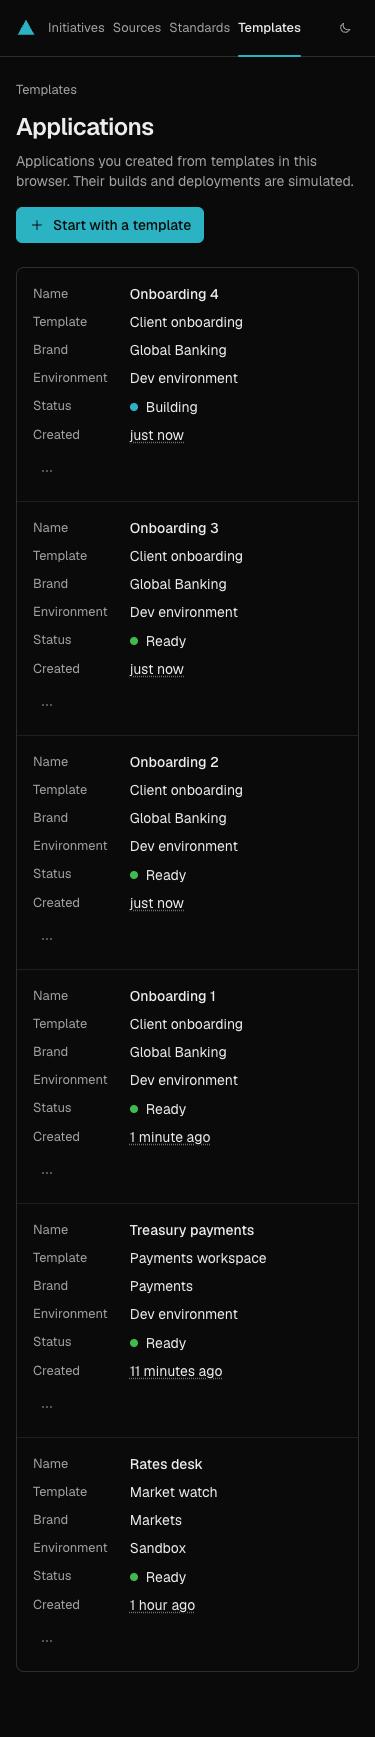 Initiatives Sources Standards Templates
Templates
Applications
Applications you created from templates in this
browser. Their builds and deployments are simulated.
+ Start with a template
Name Onboarding 4
Template Client onboarding
Brand Global Banking
Environment Dev environment
Status Building
Created just now
...
Name Onboarding 3
Template Client onboarding
Brand Global Banking
Environment Dev environment
Status Ready
Created just now
...
Name Onboarding 2
Template Client onboarding
Brand Global Banking
Environment Dev environment
Status Ready
Created just now
...
Name Onboarding 1
Template Client onboarding
Brand Global Banking
Environment Dev environment
Status Ready
Created 1 minute ago
...
Name Treasury payments
Template Payments workspace
Brand Payments
Environment Dev environment
Status Ready
Created 11 minutes ago
...
Name Rates desk
Template Market watch
Brand Markets
Environment Sandbox
Status Ready
Created 1 hour ago
...